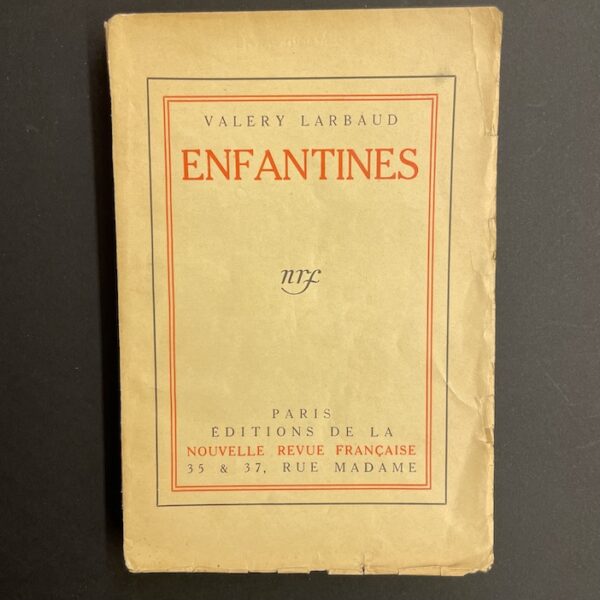 VALERY LARBAUD
ENFANTINES
nrf
PARIS
ÉDITIONS DE LA
NOUVELLE REVUE FRANÇAISE
35 & 37, RUE MADAME